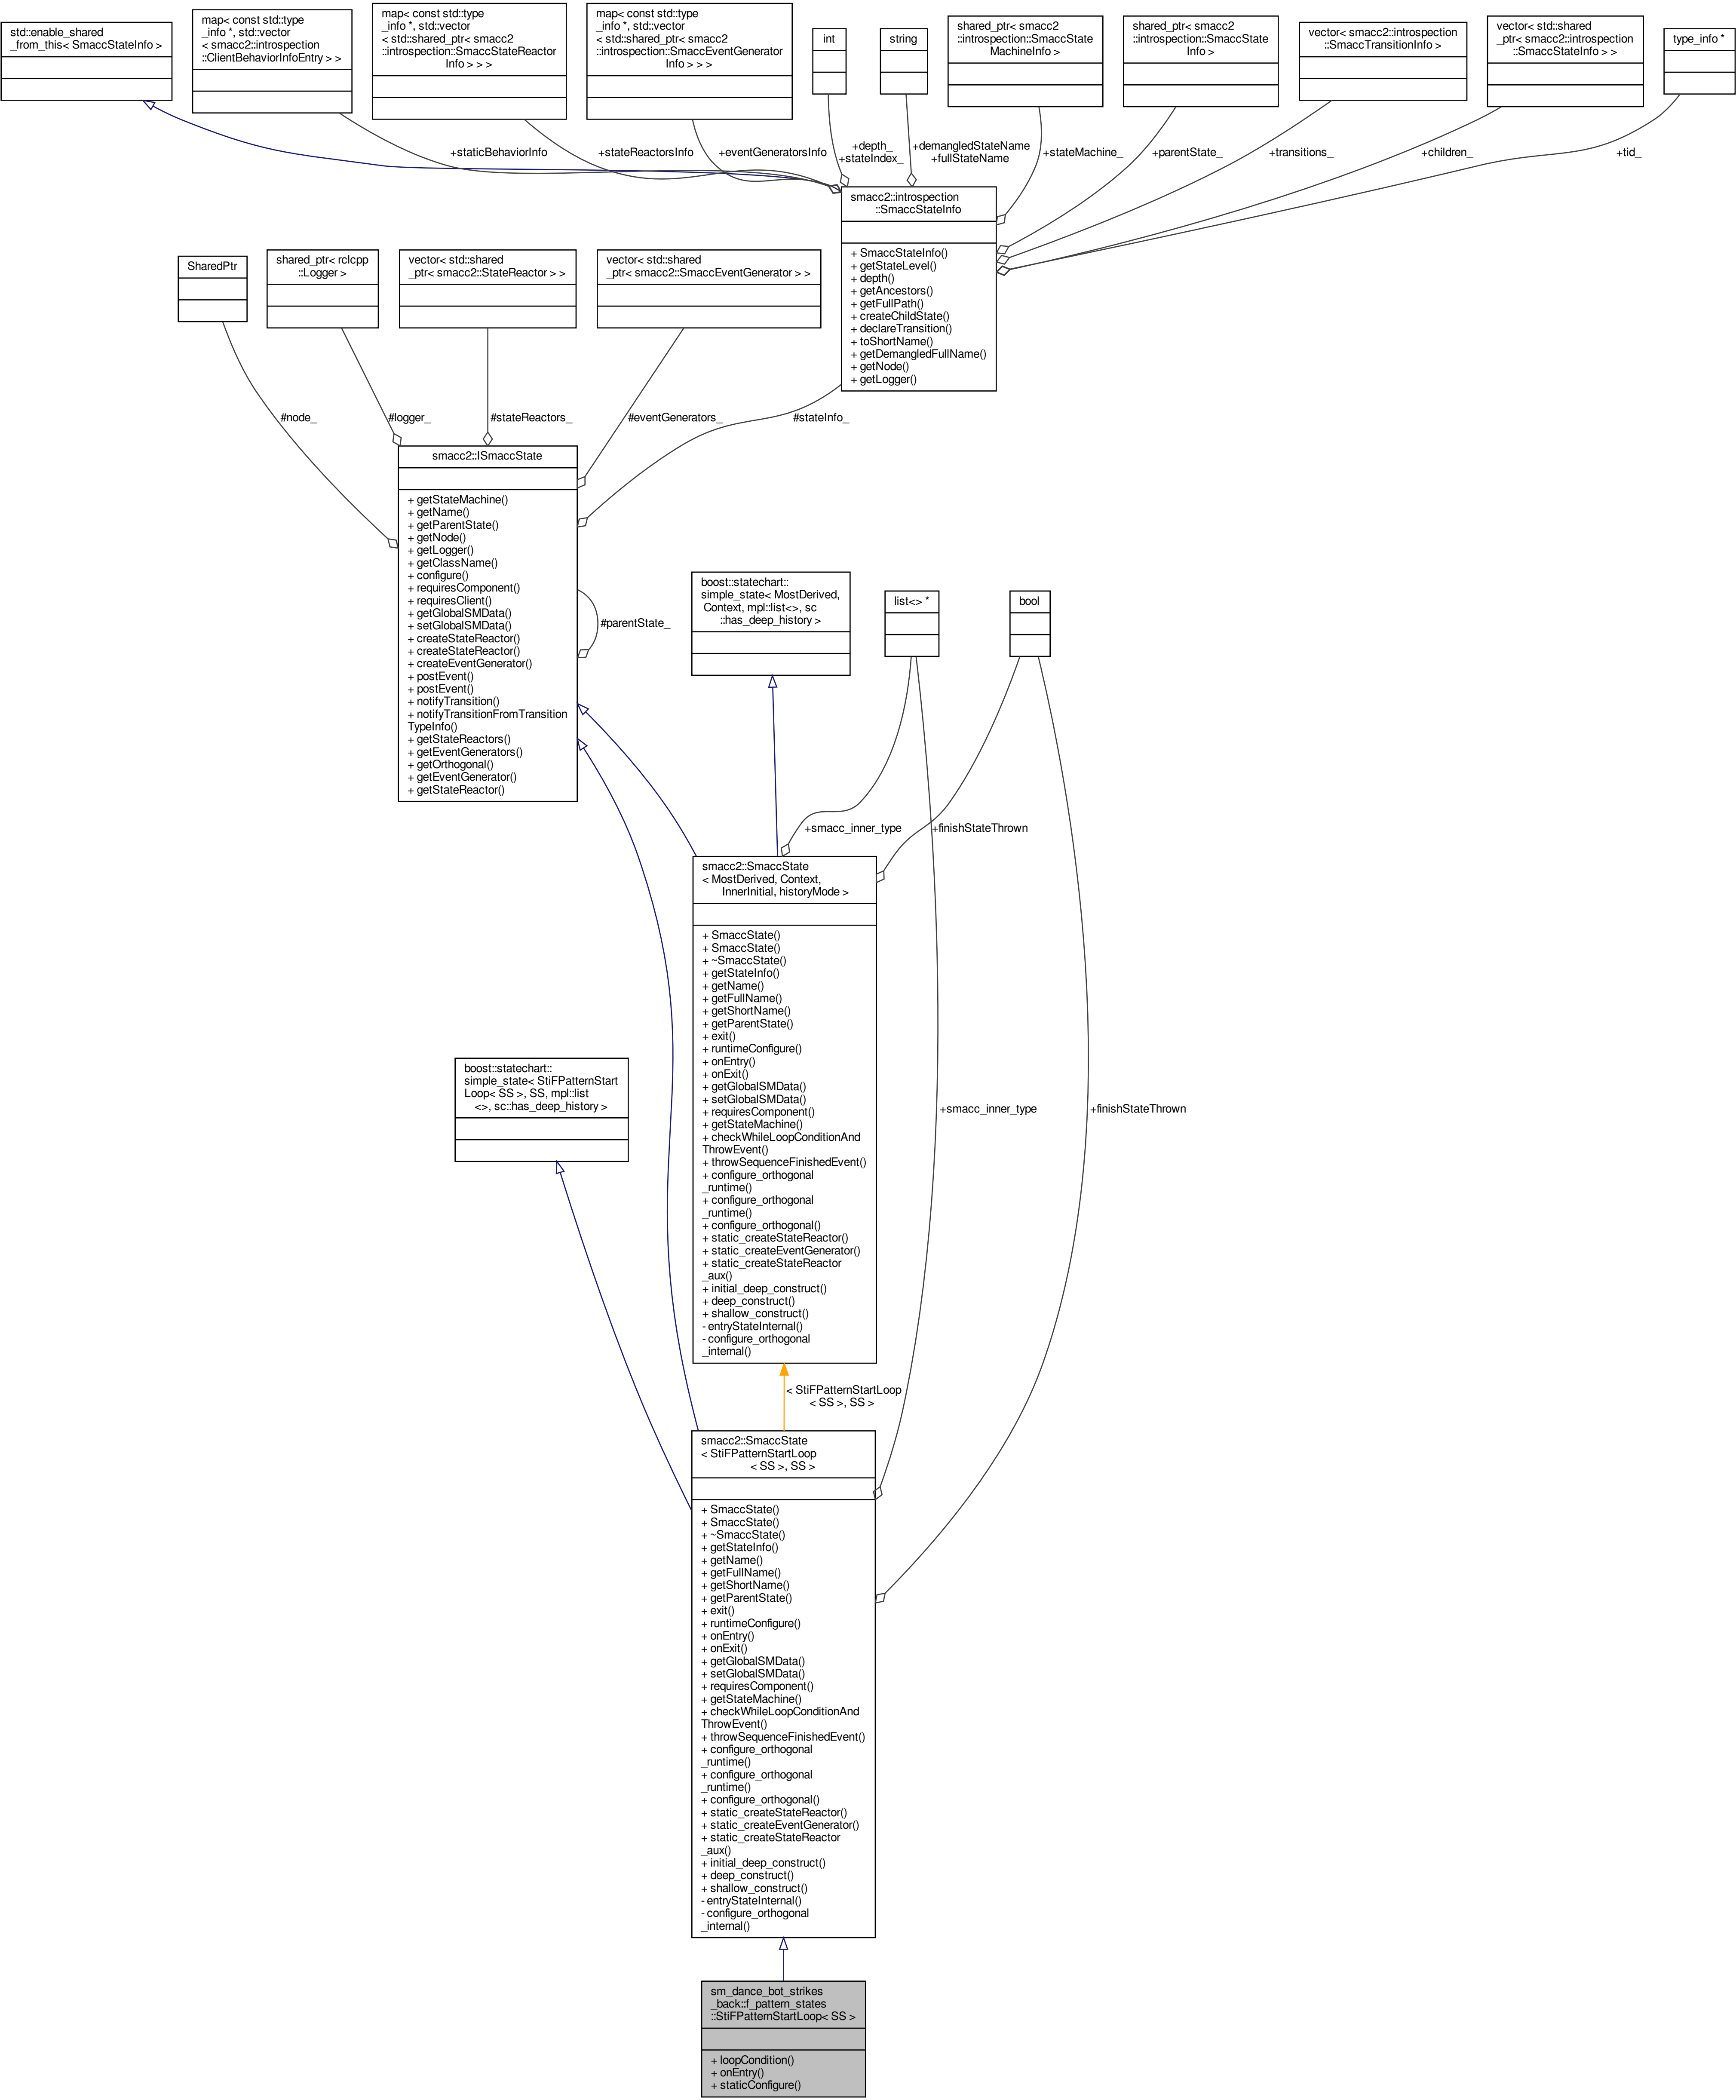 std::enable_shared
_from_this< SmaccStateInfo >
map< const std::type
_info *, std::vector
< smacc2::introspection
::ClientBehaviorInfoEntry > >
map< const std::type
_info *, std::vector
< std::shared_ptr< smacc2
::introspection::SmaccStateReactor
Info > > >
map< const std::type
_info *, std::vector
< std::shared_ptr< smacc2
::introspection::SmaccEventGenerator
Info > > >
int
string
shared_ptr< smacc2
::introspection::SmaccState
MachineInfo >
shared_ptr< smacc2
::introspection::SmaccState
Info >
vector< smacc2::introspection
::SmaccTransitionInfo >
vector< std::shared
_ptr< smacc2::introspection
::SmaccStateInfo > >
type_info *
+staticBehaviorInfo
+stateReactorsInfo
+eventGeneratorsInfo
+depth_
+stateIndex_
+demangledStateName
+fullStateName
+stateMachine_
+parentState_
+transitions_
+children_
+tid_
smacc2::introspection
::SmaccStateInfo
+ SmaccStateInfo()
+ getStateLevel()
+ depth()
+ getAncestors()
+ getFullPath()
+ createChildState()
+ declareTransition()
+ toShortName()
+ getDemangledFullName()
+ getNode()
+ getLogger()
SharedPtr
shared_ptr< rclcpp
::Logger >
vector< std::shared
_ptr< smacc2::StateReactor > >
vector< std::shared
_ptr< smacc2::SmaccEventGenerator > >
#node_
#logger_
#stateReactors_
#eventGenerators_
#stateInfo_
smacc2::ISmaccState
+ getStateMachine()
+ getName()
+ getParentState()
+ getNode()
+ getLogger()
+ getClassName()
+ configure()
+ requiresComponent()
+ requiresClient()
+ getGlobalSMData()
+ setGlobalSMData()
+ createStateReactor()
+ createStateReactor()
+ createEventGenerator()
+ postEvent()
+ postEvent()
+ notifyTransition()
+ notifyTransitionFromTransition
TypeInfo()
+ getStateReactors()
+ getEventGenerators()
+ getOrthogonal()
+ getEventGenerator()
+ getStateReactor()
#parentState_
boost::statechart::
simple_state< MostDerived,
Context, mpl::list<>, sc
::has_deep_history >
list<> *
bool
+smacc_inner_type
+finishStateThrown
smacc2::SmaccState
< MostDerived, Context,
InnerInitial, historyMode >
+ SmaccState()
+ SmaccState()
+ ~SmaccState()
+ getStateInfo()
+ getName()
+ getFullName()
+ getShortName()
+ getParentState()
+ exit()
+ runtimeConfigure()
+ onEntry()
+ onExit()
+ getGlobalSMData()
+ setGlobalSMData()
+ requiresComponent()
+ getStateMachine()
+ checkWhileLoopConditionAnd
ThrowEvent()
+ throwSequenceFinishedEvent()
+ configure_orthogonal
_runtime()
+ configure_orthogonal
_runtime()
+ configure_orthogonal()
+ static_createStateReactor()
+ static_createEventGenerator()
+ static_createStateReactor
_aux()
+ initial_deep_construct()
+ deep_construct()
+ shallow_construct()
- entryStateInternal()
- configure_orthogonal
_internal()
boost::statechart::
simple_state< StiFPatternStart
Loop< SS >, SS, mpl::list
<>, sc::has_deep_history >
+smacc_inner_type
+finishStateThrown
< StiFPatternStartLoop
< SS >, SS >
smacc2::SmaccState
< StiFPatternStartLoop
< SS >, SS >
+ SmaccState()
+ SmaccState()
+ ~SmaccState()
+ getStateInfo()
+ getName()
+ getFullName()
+ getShortName()
+ getParentState()
+ exit()
+ runtimeConfigure()
+ onEntry()
+ onExit()
+ getGlobalSMData()
+ setGlobalSMData()
+ requiresComponent()
+ getStateMachine()
+ checkWhileLoopConditionAnd
ThrowEvent()
+ throwSequenceFinishedEvent()
+ configure_orthogonal
_runtime()
+ configure_orthogonal
_runtime()
+ configure_orthogonal()
+ static_createStateReactor()
+ static_createEventGenerator()
+ static_createStateReactor
_aux()
+ initial_deep_construct()
+ deep_construct()
+ shallow_construct()
- entryStateInternal()
- configure_orthogonal
_internal()
sm_dance_bot_strikes
_back::f_pattern_states
::StiFPatternStartLoop< SS >
+ loopCondition()
+ onEntry()
+ staticConfigure()